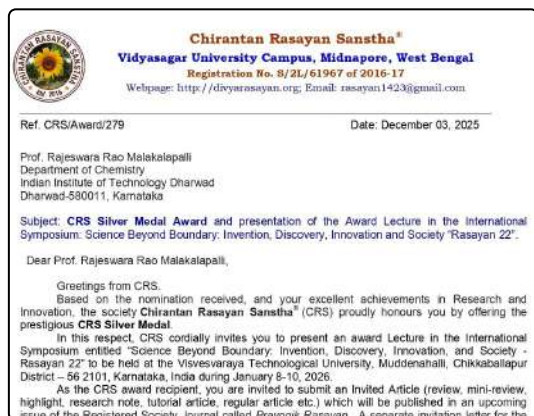 CHIRANTAN RASAYAN SANSTHA
Chirantan Rasayan Sanstha®
Vidyasagar University Campus, Midnapore, West Bengal
Registration No. S/2L/61967 of 2016-17
Webpage: http://divyarasayan.org; Email: rasayan1423@gmail.com
Ref. CRS/Award/279 Date: December 03, 2025
Prof. Rajeswara Rao Malakalapalli
Department of Chemistry
Indian Institute of Technology Dharwad
Dharwad-580011, Karnataka
Subject: CRS Silver Medal Award and presentation of the Award Lecture in the International
Symposium: Science Beyond Boundary: Invention, Discovery, Innovation and Society "Rasayan 22".
Dear Prof. Rajeswara Rao Malakalapalli,
Greetings from CRS.
Based on the nomination received, and your excellent achievements in Research and
Innovation, the society Chirantan Rasayan Sanstha® (CRS) proudly honours you by offering the
prestigious CRS Silver Medal.
In this respect, CRS cordially invites you to present an award Lecture in the International
Symposium entitled "Science Beyond Boundary: Invention, Discovery, Innovation, and Society -
Rasayan 22" to be held at the Visvesvaraya Technological University, Muddenahalli, Chikkaballapur
District – 56 2101, Karnataka, India during January 8-10, 2026.
As the CRS award recipient, you are invited to submit an Invited Article (review, mini-review,
highlight, research note, tutorial article, regular article etc.) which will be published in an upcoming
issue of the Registered Society Journal called Prayogik Rasayan. A separate invitation letter for the